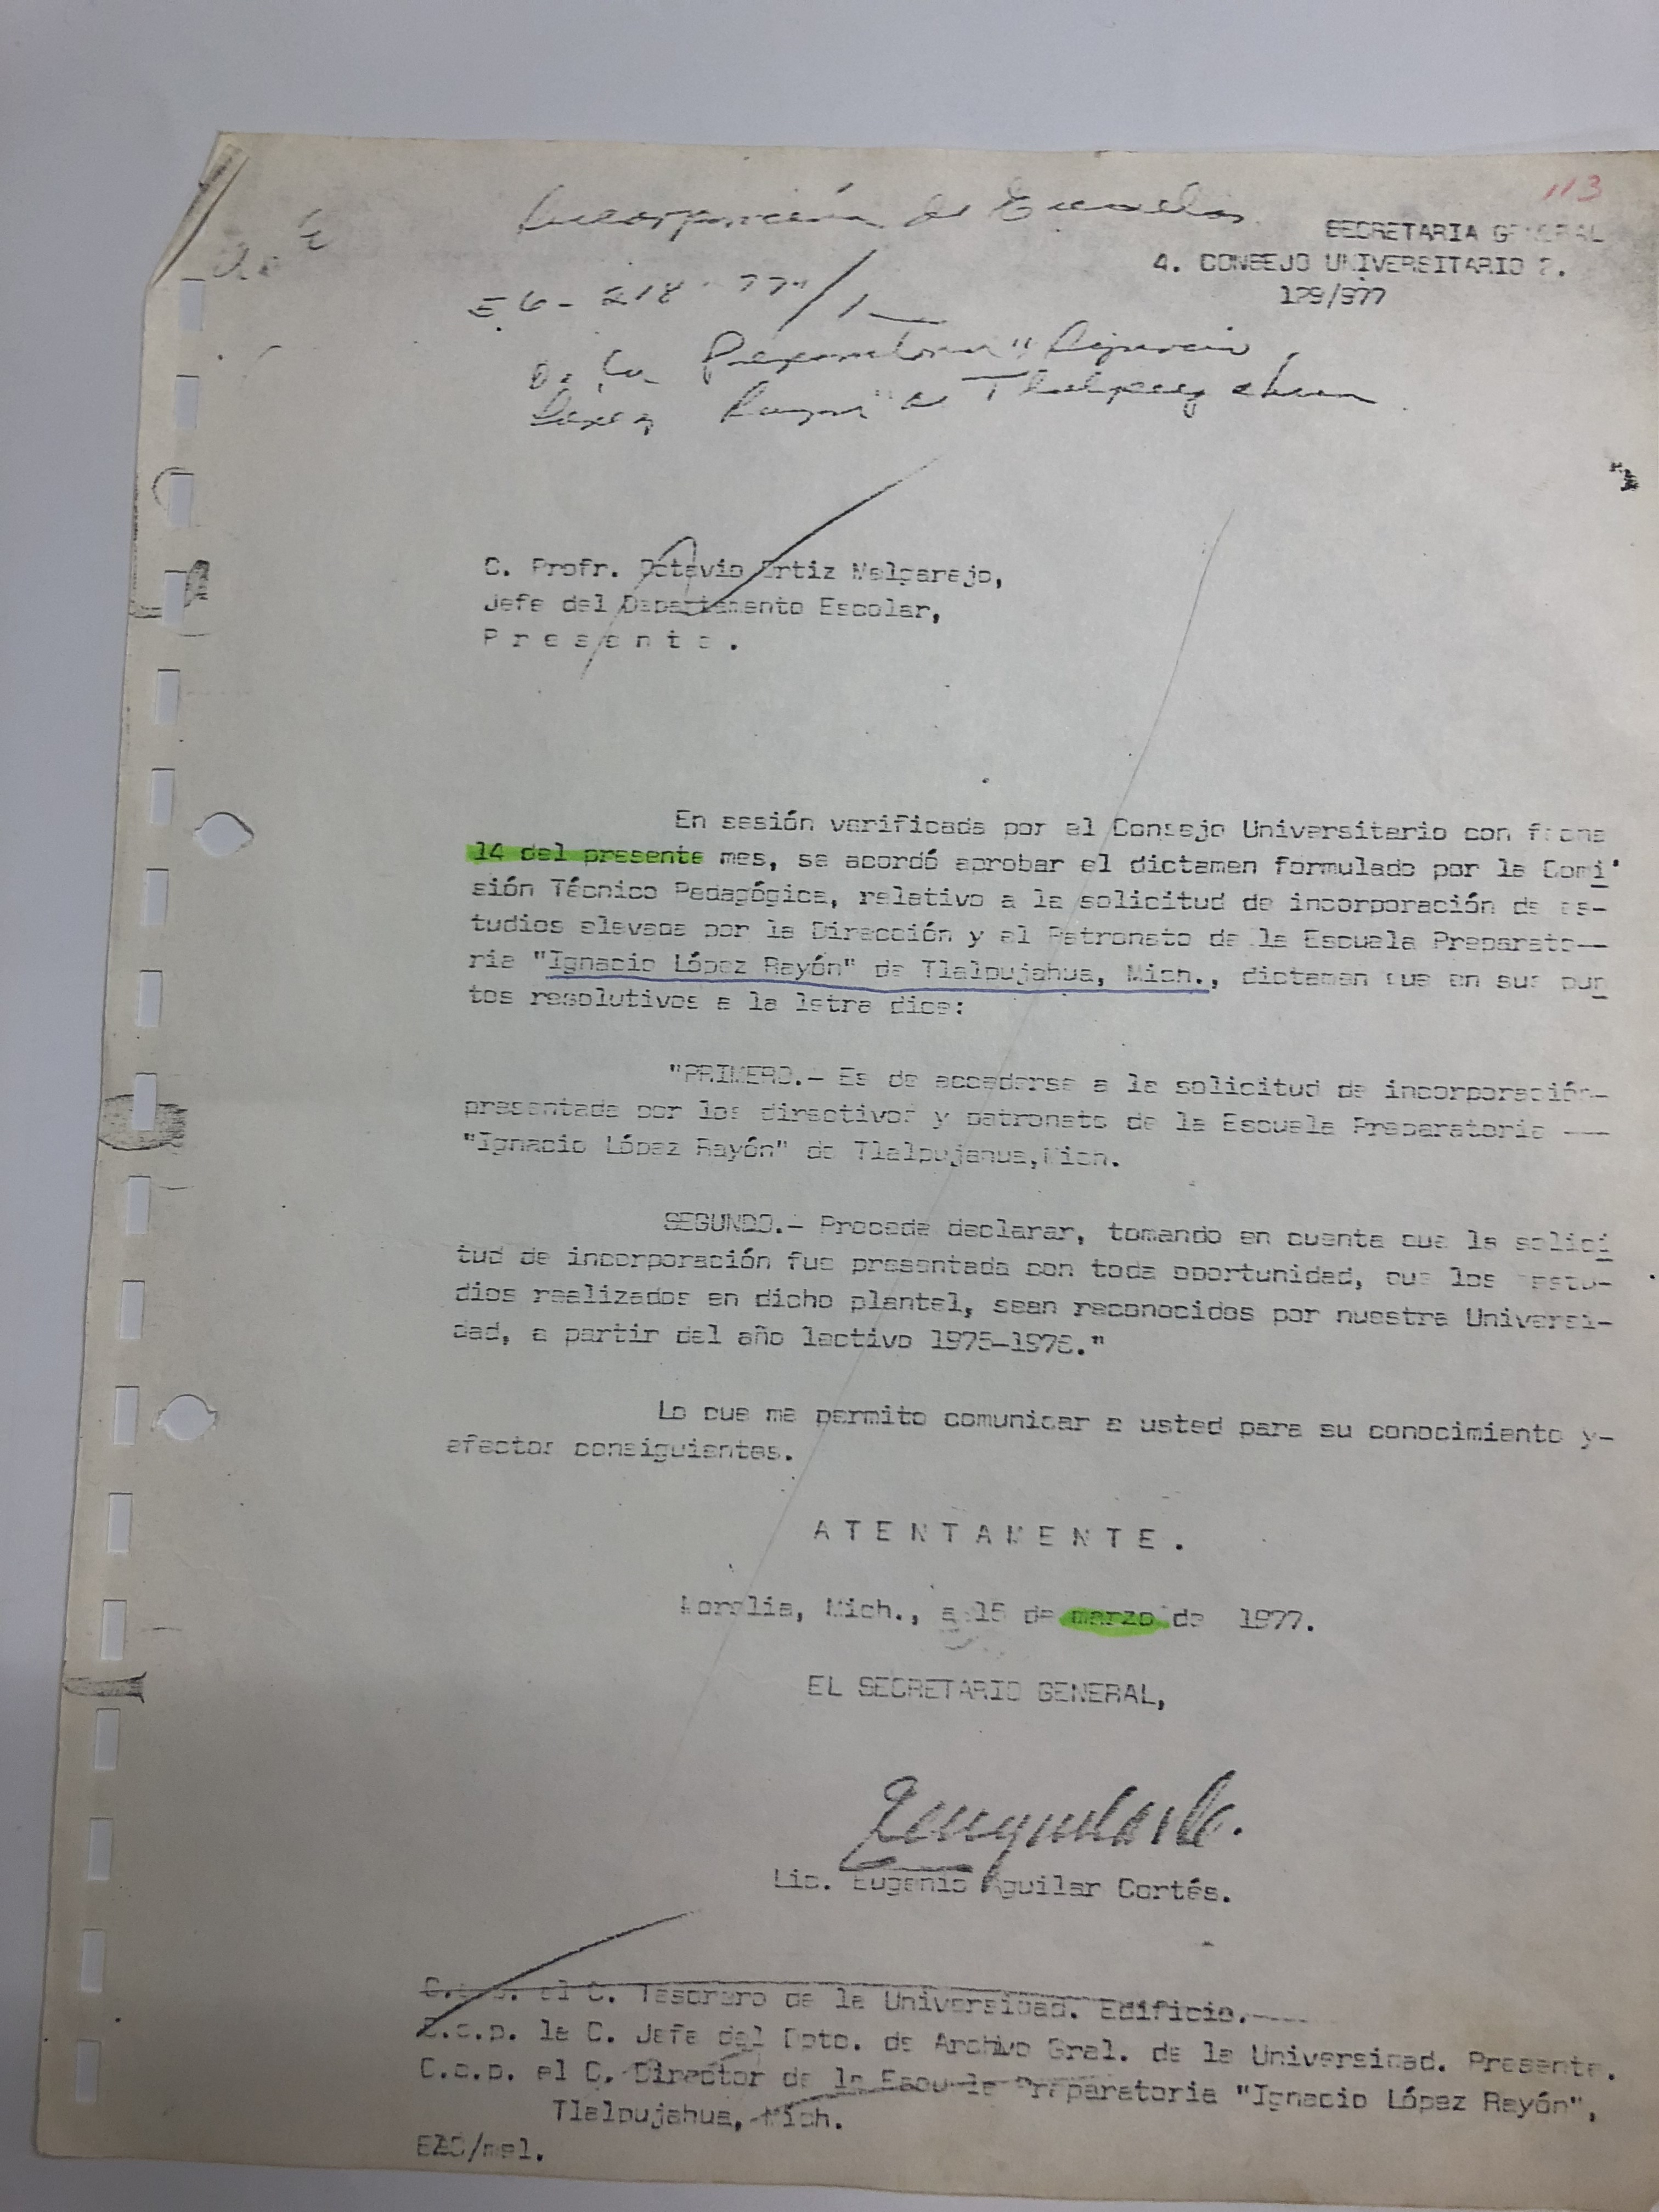 113
Incorporación de Escuelas
SECRETARIA GENERAL
4. CONSEJO UNIVERSITARIO 2.
129/977
218
De la Preparatoria "Ignacio
López Rayón" de Tlalpujahua
C. Profr. Octavio Ortiz Melgarejo,
Jefe del Departamento Escolar,
P r e s e n t e .
En sesión verificada por el Consejo Universitario con fecha
14 del presente mes, se acordó aprobar el dictamen formulado por la Comi
sión Técnico Pedagógica, relativo a la solicitud de incorporación de es-
tudios elevada por la Dirección y el Patronato de la Escuela Preparato--
ria "Ignacio López Rayón" de Tlalpujahua, Mich., dictamen que en sus pun
tos resolutivos a la letra dice:
"PRIMERO.- Es de accederse a la solicitud de incorporación-
presentada por los directivos y patronato de la Escuela Preparatoria ---
"Ignacio López Rayón" de Tlalpujahua,Mich.
SEGUNDO.- Procede declarar, tomando en cuenta que la solici
tud de incorporación fue presentada con toda oportunidad, que los estu-
dios realizados en dicho plantel, sean reconocidos por nuestra Universi-
dad, a partir del año lectivo 1975-1976."
Lo que me permito comunicar a usted para su conocimiento y-
efectos consiguientes.
A T E N T A M E N T E .
Morelia, Mich., a 15 de marzo de 1977.
EL SECRETARIO GENERAL,
Lic. Eugenio Aguilar Cortés.
C.c.p. el C. Tesorero de la Universidad. Edificio.
C.c.p. la C. Jefe del Dpto. de Archivo Gral. de la Universidad. Presente.
C.c.p. el C. Director de la Escuela Preparatoria "Ignacio López Rayón",
Tlalpujahua, Mich.